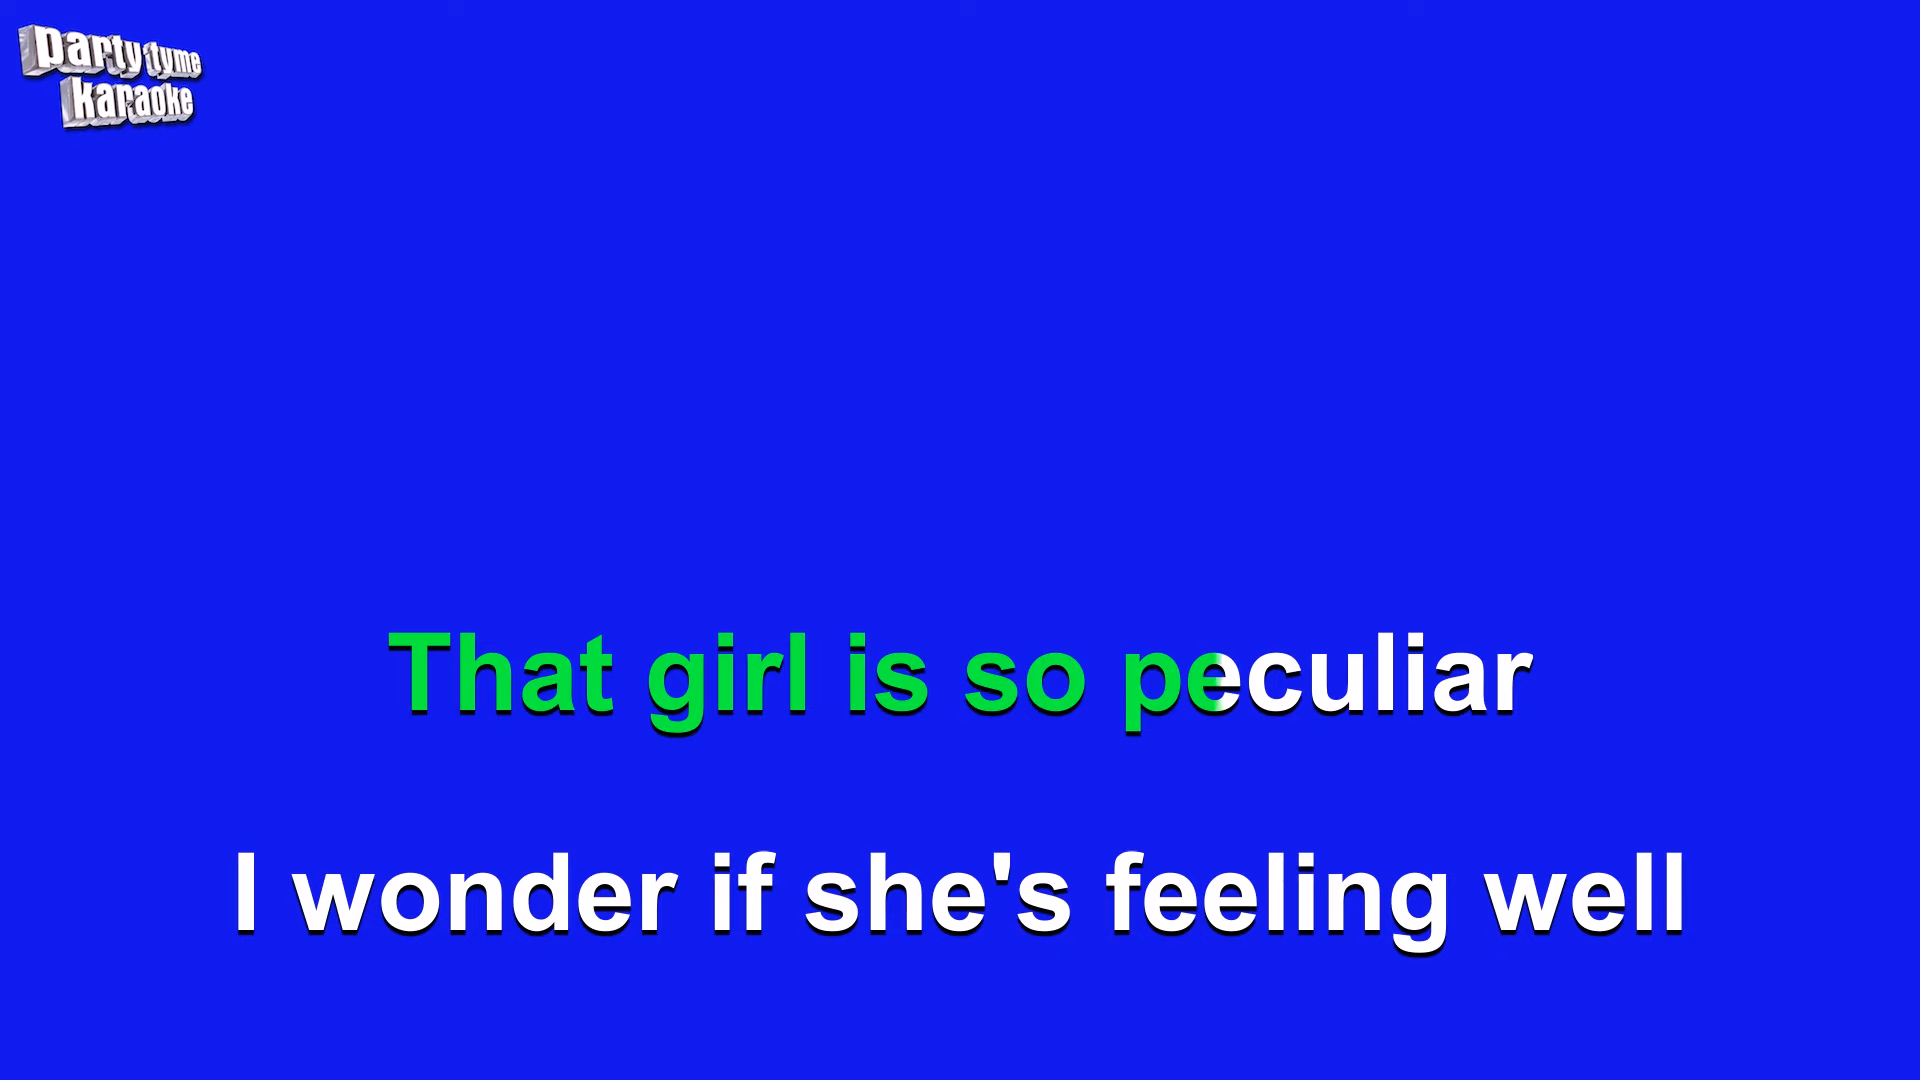 party tyme
karaoke
That girl is so peculiar
I wonder if she's feeling well